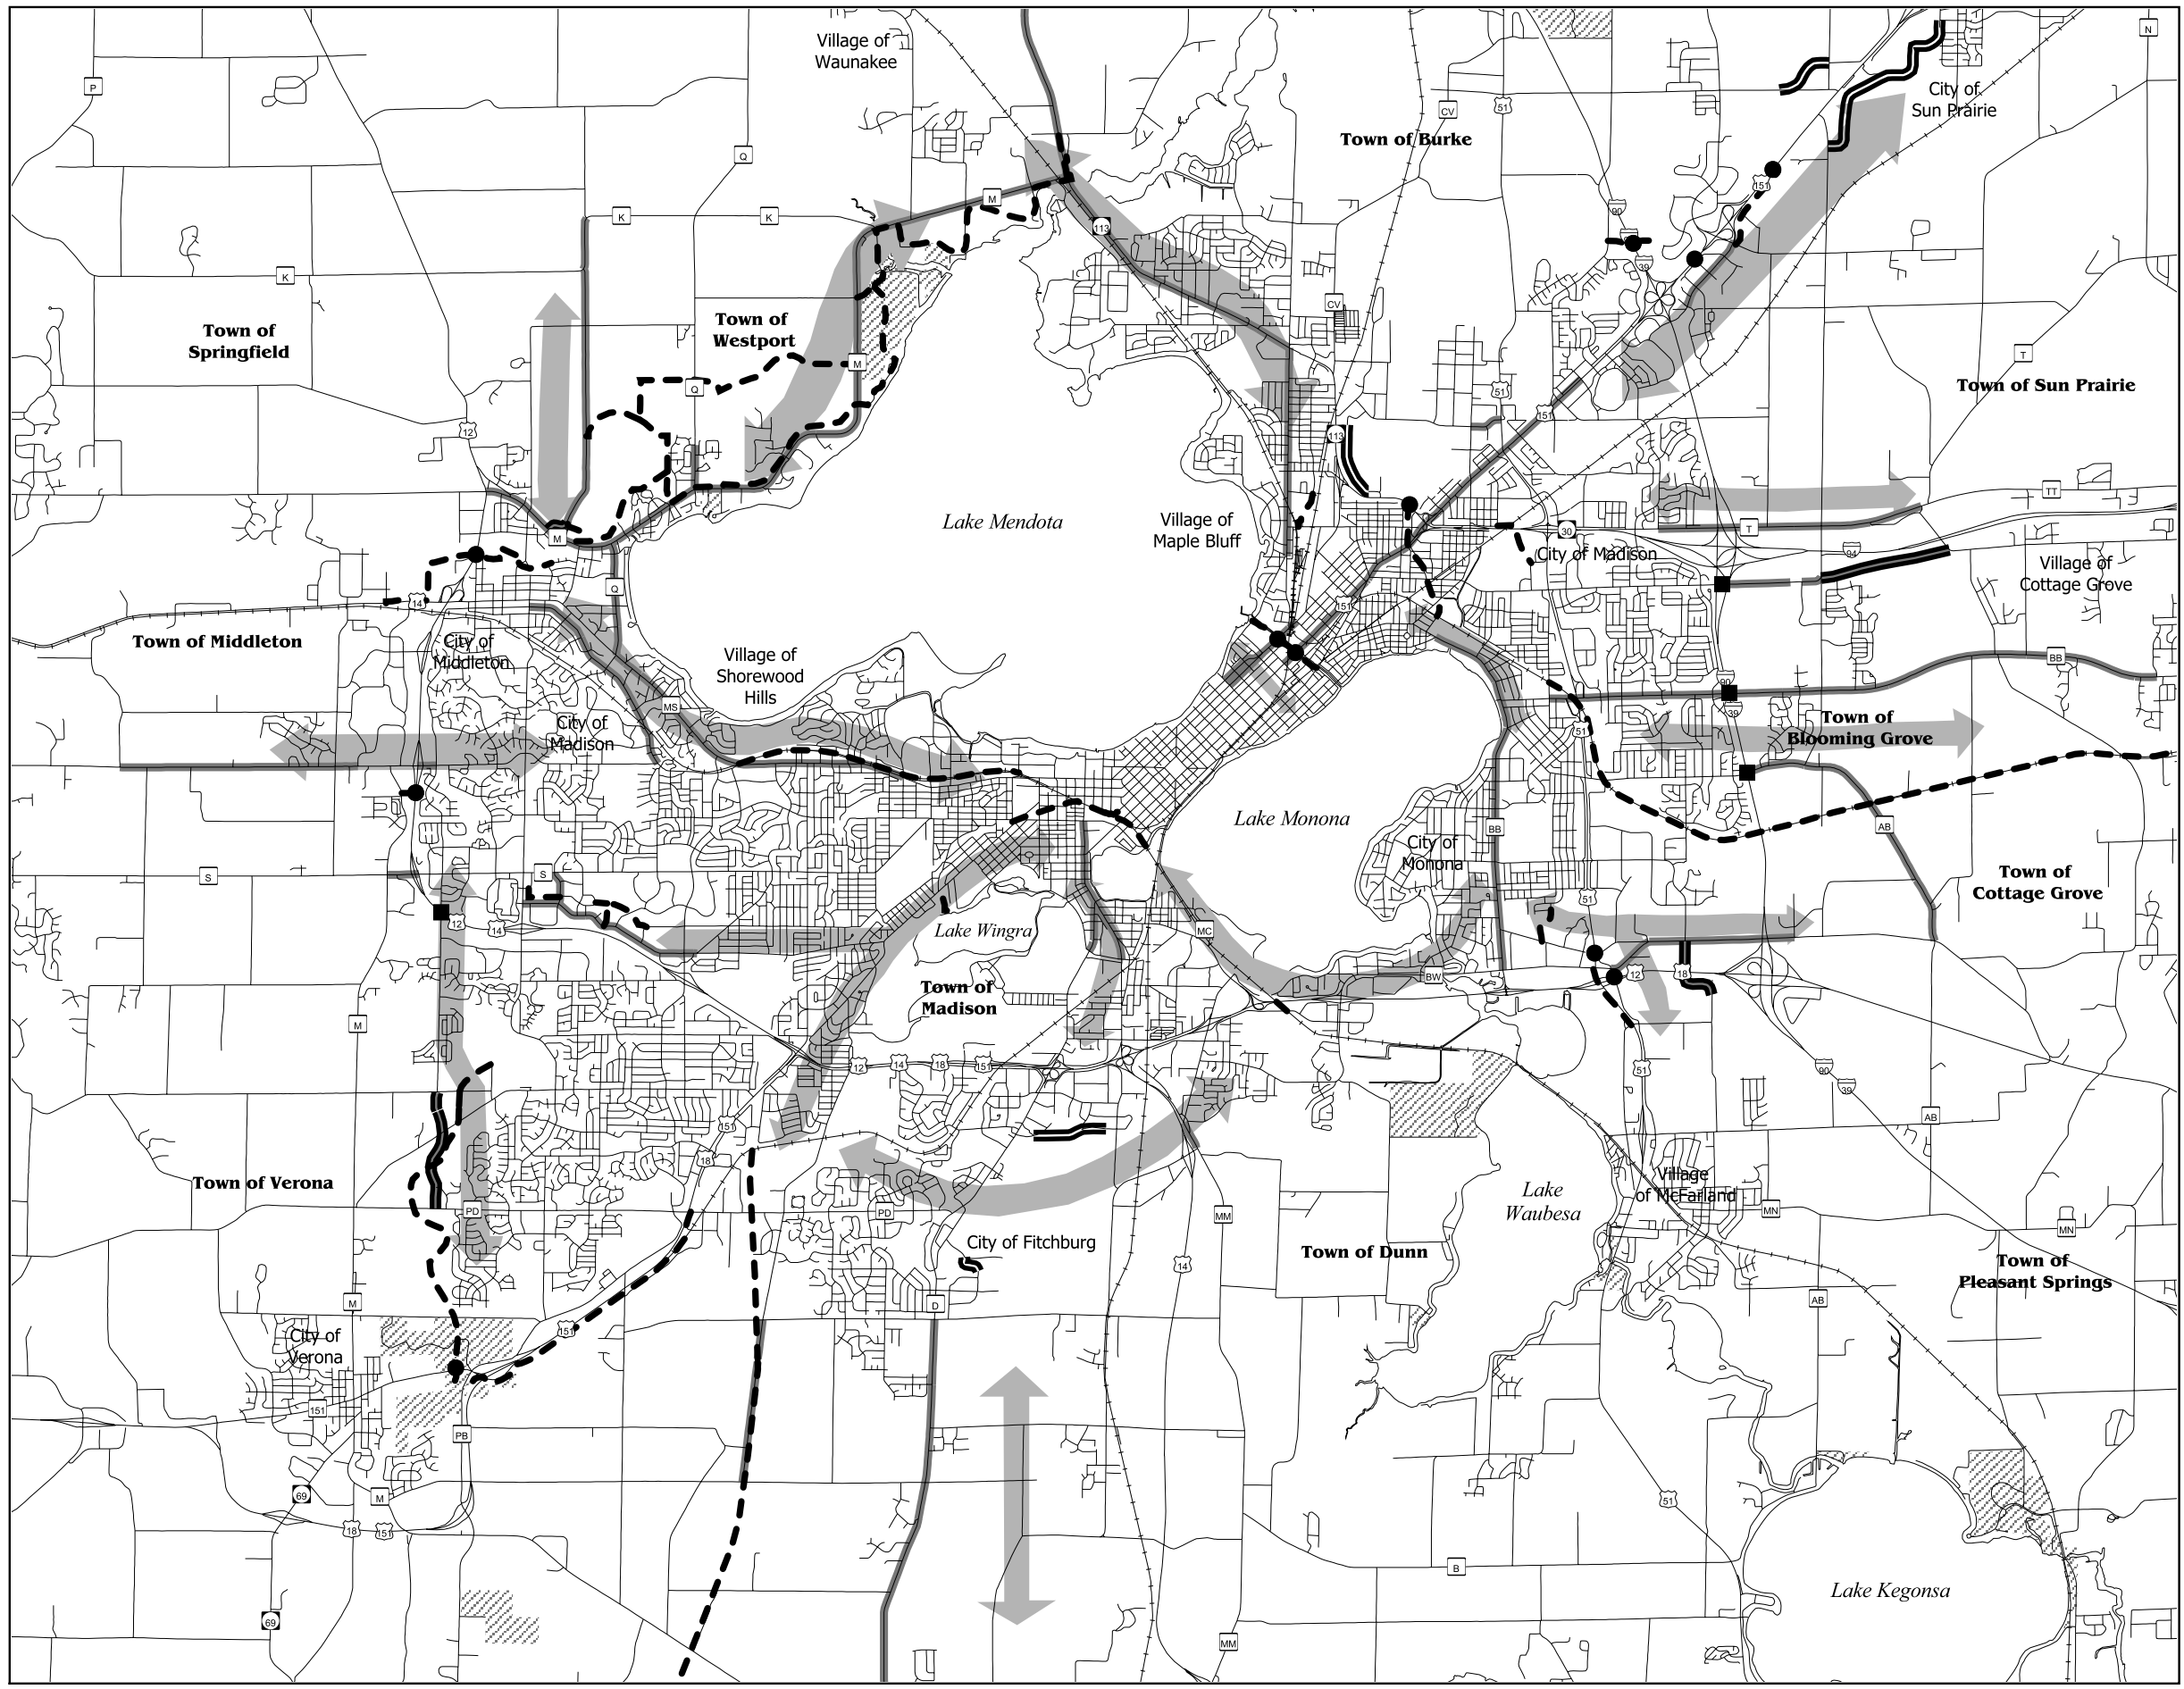 Village of
Waunakee
N
P
City of
Sun Prairie
51
CV
Town of Burke
Q
151
K
K
M
90
113
K
39
CV
Town of
Westport
Town of
Springfield
T
M
Town of Sun Prairie
Q
51
151
12
113
TT
Lake Mendota
Village of
Maple Bluff
T
30
M
City of Madison
94
Village of
Cottage Grove
Q
14
151
Town of Middleton
City of
Middleton
Village of
Shorewood
Hills
BB
90
MS
39
City of
Madison
Town of
Blooming Grove
51
Lake Monona
BB
AB
City of
Monona
S
S
Town of
Cottage Grove
51
12
14
Lake Wingra
MC
BW
12
18
Town of
Madison
M
12
14
18
151
51
90
39
AB
151
18
Town of Verona
Village
of McFarland
Lake
Waubesa
PD
PD
MM
MN
MN
City of Fitchburg
Town of Dunn
14
Town of
Pleasant Springs
M
D
AB
151
City of
Verona
151
PB
69
M
51
18
151
B
Lake Kegonsa
69
MM